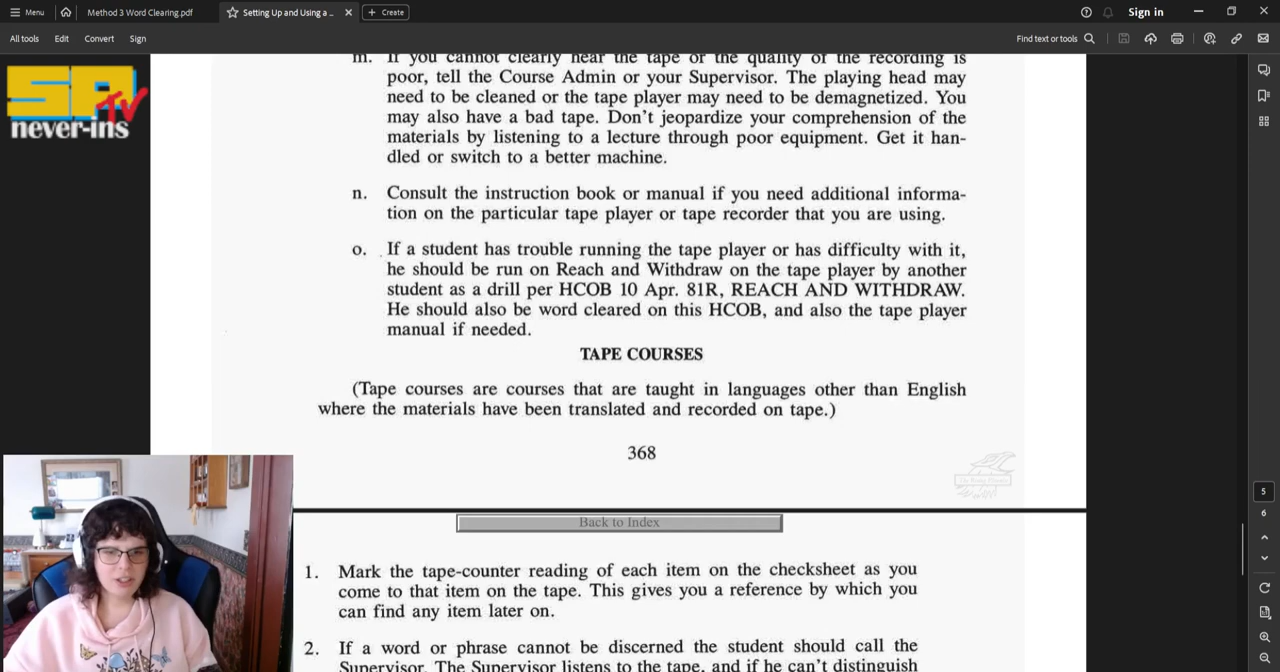 Menu
Method 3 Word Clearing.pdf
Setting Up and Using a ...
Create
Sign in
All tools
Edit
Convert
Sign
Find text or tools
SPTV
never-ins
m. If you cannot clearly hear the tape or the quality of the recording is
poor, tell the Course Admin or your Supervisor. The playing head may
need to be cleaned or the tape player may need to be demagnetized. You
may also have a bad tape. Don't jeopardize your comprehension of the
materials by listening to a lecture through poor equipment. Get it han-
dled or switch to a better machine.
n. Consult the instruction book or manual if you need additional informa-
tion on the particular tape player or tape recorder that you are using.
o. If a student has trouble running the tape player or has difficulty with it,
he should be run on Reach and Withdraw on the tape player by another
student as a drill per HCOB 10 Apr. 81R, REACH AND WITHDRAW.
He should also be word cleared on this HCOB, and also the tape player
manual if needed.
TAPE COURSES
(Tape courses are courses that are taught in languages other than English
where the materials have been translated and recorded on tape.)
368
5
6
Back to Index
1. Mark the tape-counter reading of each item on the checksheet as you
come to that item on the tape. This gives you a reference by which you
can find any item later on.
2. If a word or phrase cannot be discerned the student should call the
Supervisor. The Supervisor listens to the tape, and if he can't distinguish